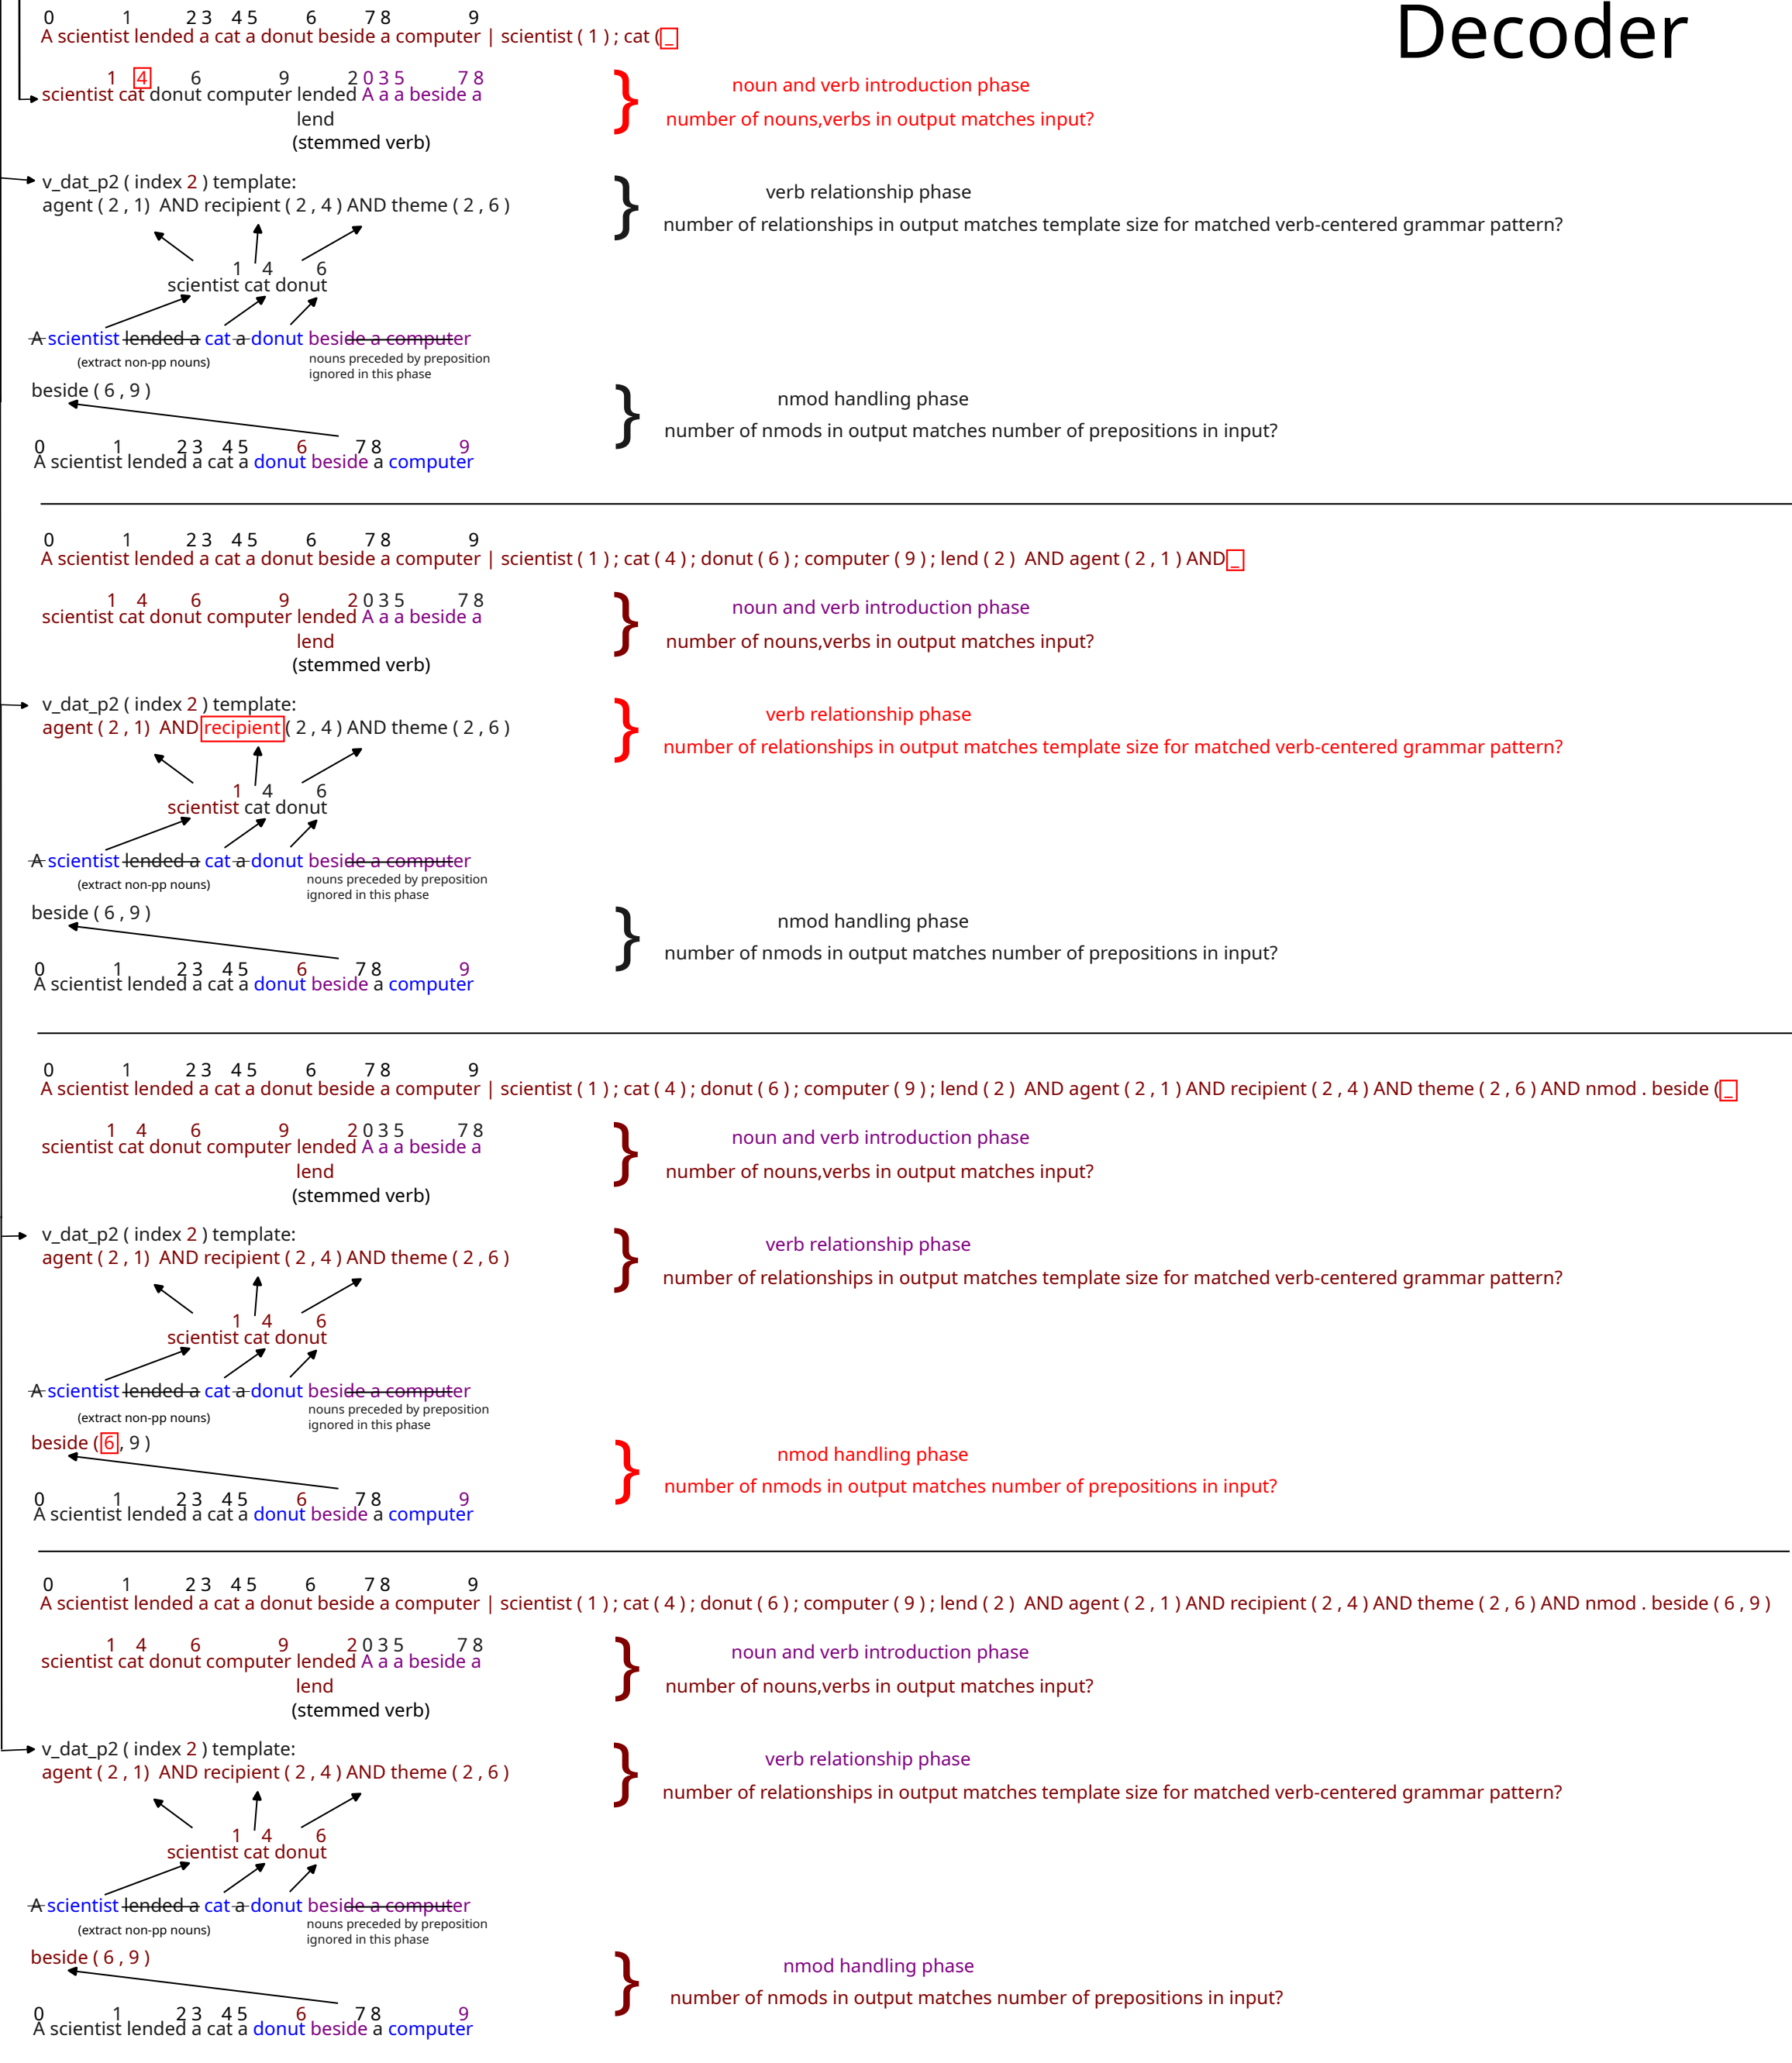 Decoder
0 1 2 3 4 5 6 7 8 9
A scientist lended a cat a donut beside a computer | scientist ( 1 ) ; cat (_
1 4 6 9 2 0 3 5 7 8
scientist cat donut computer lended A a a beside a
lend
(stemmed verb)
noun and verb introduction phase
number of nouns,verbs in output matches input?
v_dat_p2 ( index 2 ) template:
agent ( 2 , 1) AND recipient ( 2 , 4 ) AND theme ( 2 , 6 )
verb relationship phase
number of relationships in output matches template size for matched verb-centered grammar pattern?
1 4 6
scientist cat donut
A scientist lended a cat a donut beside a computer
(extract non-pp nouns)
nouns preceded by preposition
ignored in this phase
beside ( 6 , 9 )
nmod handling phase
number of nmods in output matches number of prepositions in input?
0 1 2 3 4 5 6 7 8 9
A scientist lended a cat a donut beside a computer
0 1 2 3 4 5 6 7 8 9
A scientist lended a cat a donut beside a computer | scientist ( 1 ) ; cat ( 4 ) ; donut ( 6 ) ; computer ( 9 ) ; lend ( 2 ) AND agent ( 2 , 1 ) AND_
1 4 6 9 2 0 3 5 7 8
scientist cat donut computer lended A a a beside a
lend
(stemmed verb)
noun and verb introduction phase
number of nouns,verbs in output matches input?
v_dat_p2 ( index 2 ) template:
agent ( 2 , 1) AND recipient ( 2 , 4 ) AND theme ( 2 , 6 )
verb relationship phase
number of relationships in output matches template size for matched verb-centered grammar pattern?
1 4 6
scientist cat donut
A scientist lended a cat a donut beside a computer
(extract non-pp nouns)
nouns preceded by preposition
ignored in this phase
beside ( 6 , 9 )
nmod handling phase
number of nmods in output matches number of prepositions in input?
0 1 2 3 4 5 6 7 8 9
A scientist lended a cat a donut beside a computer
0 1 2 3 4 5 6 7 8 9
A scientist lended a cat a donut beside a computer | scientist ( 1 ) ; cat ( 4 ) ; donut ( 6 ) ; computer ( 9 ) ; lend ( 2 ) AND agent ( 2 , 1 ) AND recipient ( 2 , 4 ) AND theme ( 2 , 6 ) AND nmod . beside (_
1 4 6 9 2 0 3 5 7 8
scientist cat donut computer lended A a a beside a
lend
(stemmed verb)
noun and verb introduction phase
number of nouns,verbs in output matches input?
v_dat_p2 ( index 2 ) template:
agent ( 2 , 1) AND recipient ( 2 , 4 ) AND theme ( 2 , 6 )
verb relationship phase
number of relationships in output matches template size for matched verb-centered grammar pattern?
1 4 6
scientist cat donut
A scientist lended a cat a donut beside a computer
(extract non-pp nouns)
nouns preceded by preposition
ignored in this phase
beside ( 6 , 9 )
nmod handling phase
number of nmods in output matches number of prepositions in input?
0 1 2 3 4 5 6 7 8 9
A scientist lended a cat a donut beside a computer
0 1 2 3 4 5 6 7 8 9
A scientist lended a cat a donut beside a computer | scientist ( 1 ) ; cat ( 4 ) ; donut ( 6 ) ; computer ( 9 ) ; lend ( 2 ) AND agent ( 2 , 1 ) AND recipient ( 2 , 4 ) AND theme ( 2 , 6 ) AND nmod . beside ( 6 , 9 )
1 4 6 9 2 0 3 5 7 8
scientist cat donut computer lended A a a beside a
lend
(stemmed verb)
noun and verb introduction phase
number of nouns,verbs in output matches input?
v_dat_p2 ( index 2 ) template:
agent ( 2 , 1) AND recipient ( 2 , 4 ) AND theme ( 2 , 6 )
verb relationship phase
number of relationships in output matches template size for matched verb-centered grammar pattern?
1 4 6
scientist cat donut
A scientist lended a cat a donut beside a computer
(extract non-pp nouns)
nouns preceded by preposition
ignored in this phase
beside ( 6 , 9 )
nmod handling phase
number of nmods in output matches number of prepositions in input?
0 1 2 3 4 5 6 7 8 9
A scientist lended a cat a donut beside a computer